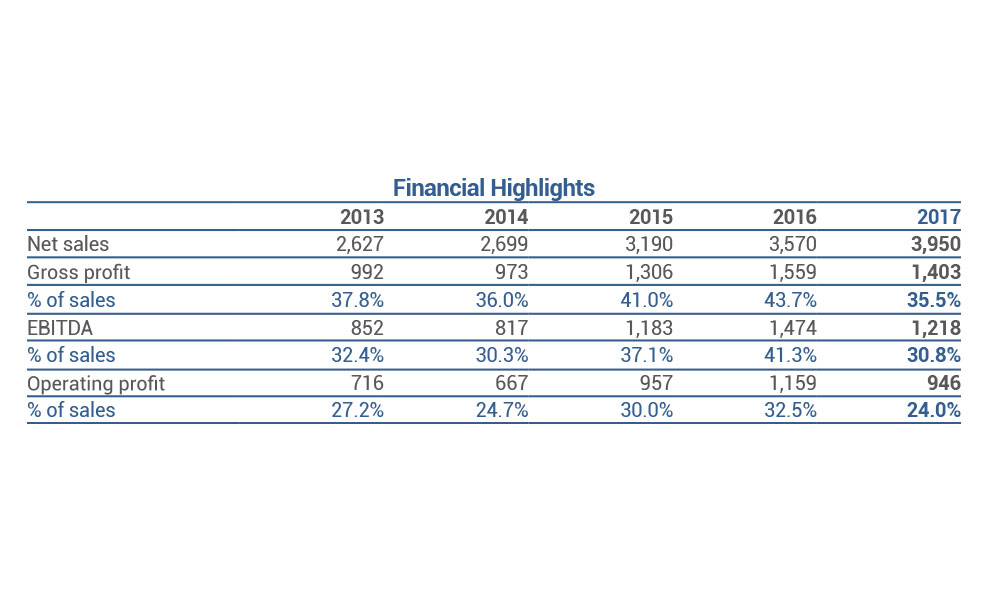 Financial Highlights
2013 2014 2015 2016 2017
Net sales 2,627 2,699 3,190 3,570 3,950
Gross profit 992 973 1,306 1,559 1,403
% of sales 37.8% 36.0% 41.0% 43.7% 35.5%
EBITDA 852 817 1,183 1,474 1,218
% of sales 32.4% 30.3% 37.1% 41.3% 30.8%
Operating profit 716 667 957 1,159 946
% of sales 27.2% 24.7% 30.0% 32.5% 24.0%